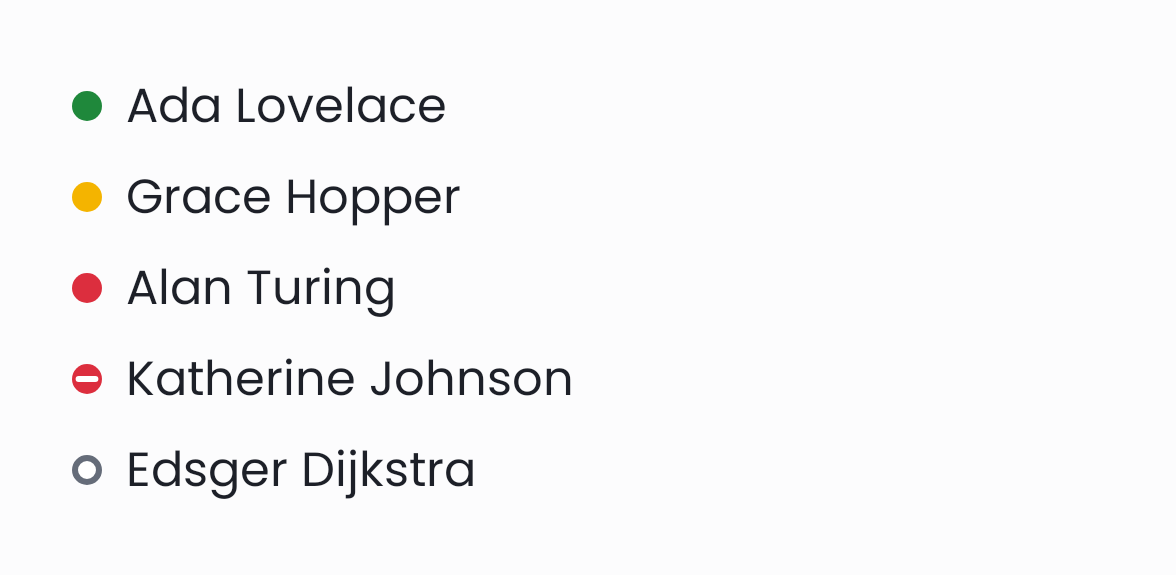 Ada Lovelace
Grace Hopper
Alan Turing
Katherine Johnson
Edsger Dijkstra